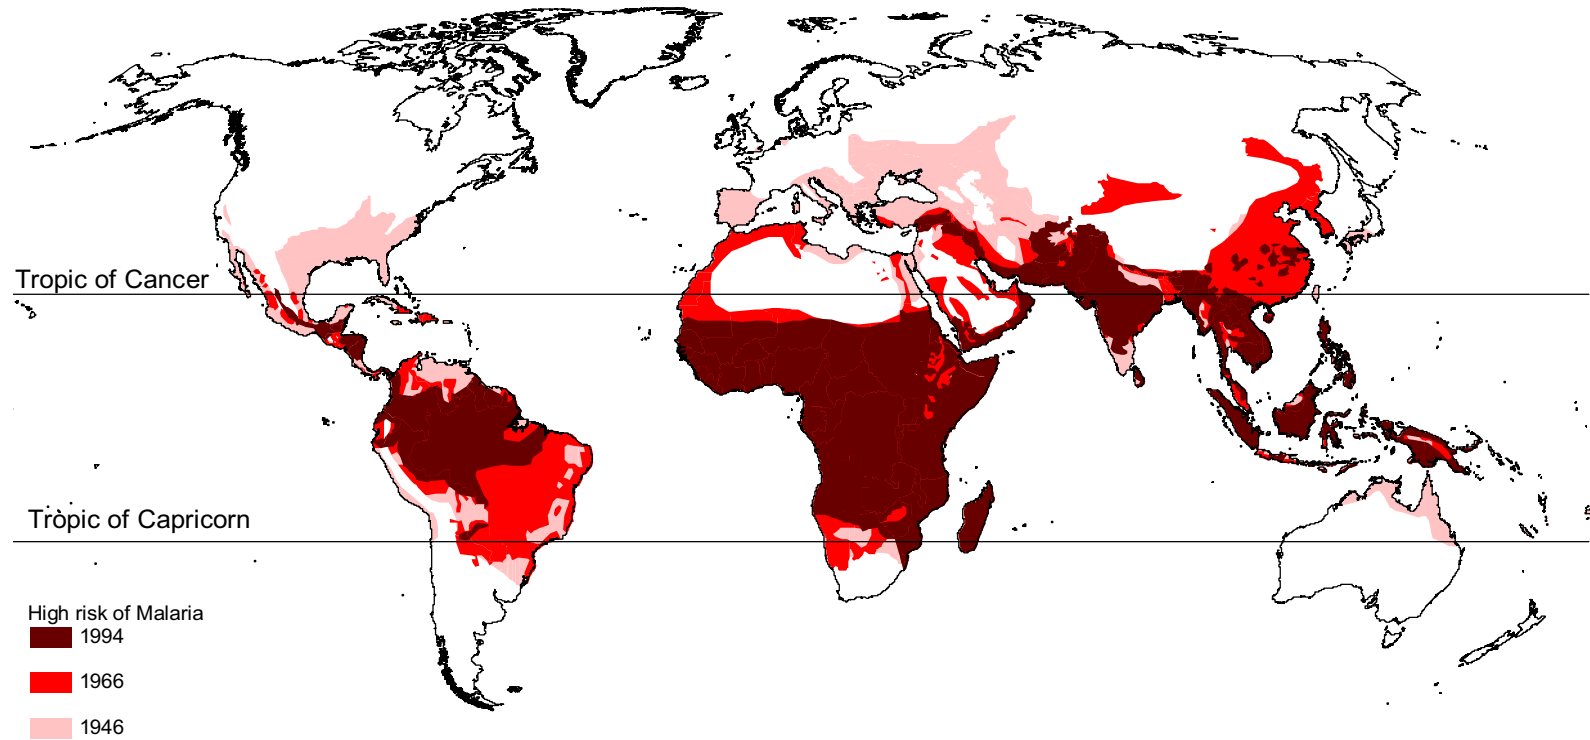 Tropic of Cancer
Tropic of Capricorn
High risk of Malaria
1994
1966
1946